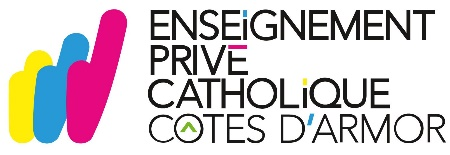 ENSEiGNEMENT
PRIVÉ
CATHOLiQUE
CÔTES D'ARMOR